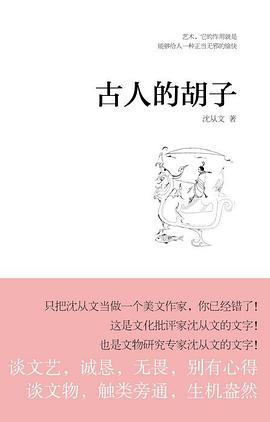 艺术，它的作用就是
能够给人一种正当无邪的愉快
古人的胡子
沈从文 著
只把沈从文当做一个美文作家，你已经错了！
这是文化批评家沈从文的文字！
也是文物研究专家沈从文的文字！
谈文艺，诚恳，无畏，别有心得
谈文物，触类旁通，生机盎然